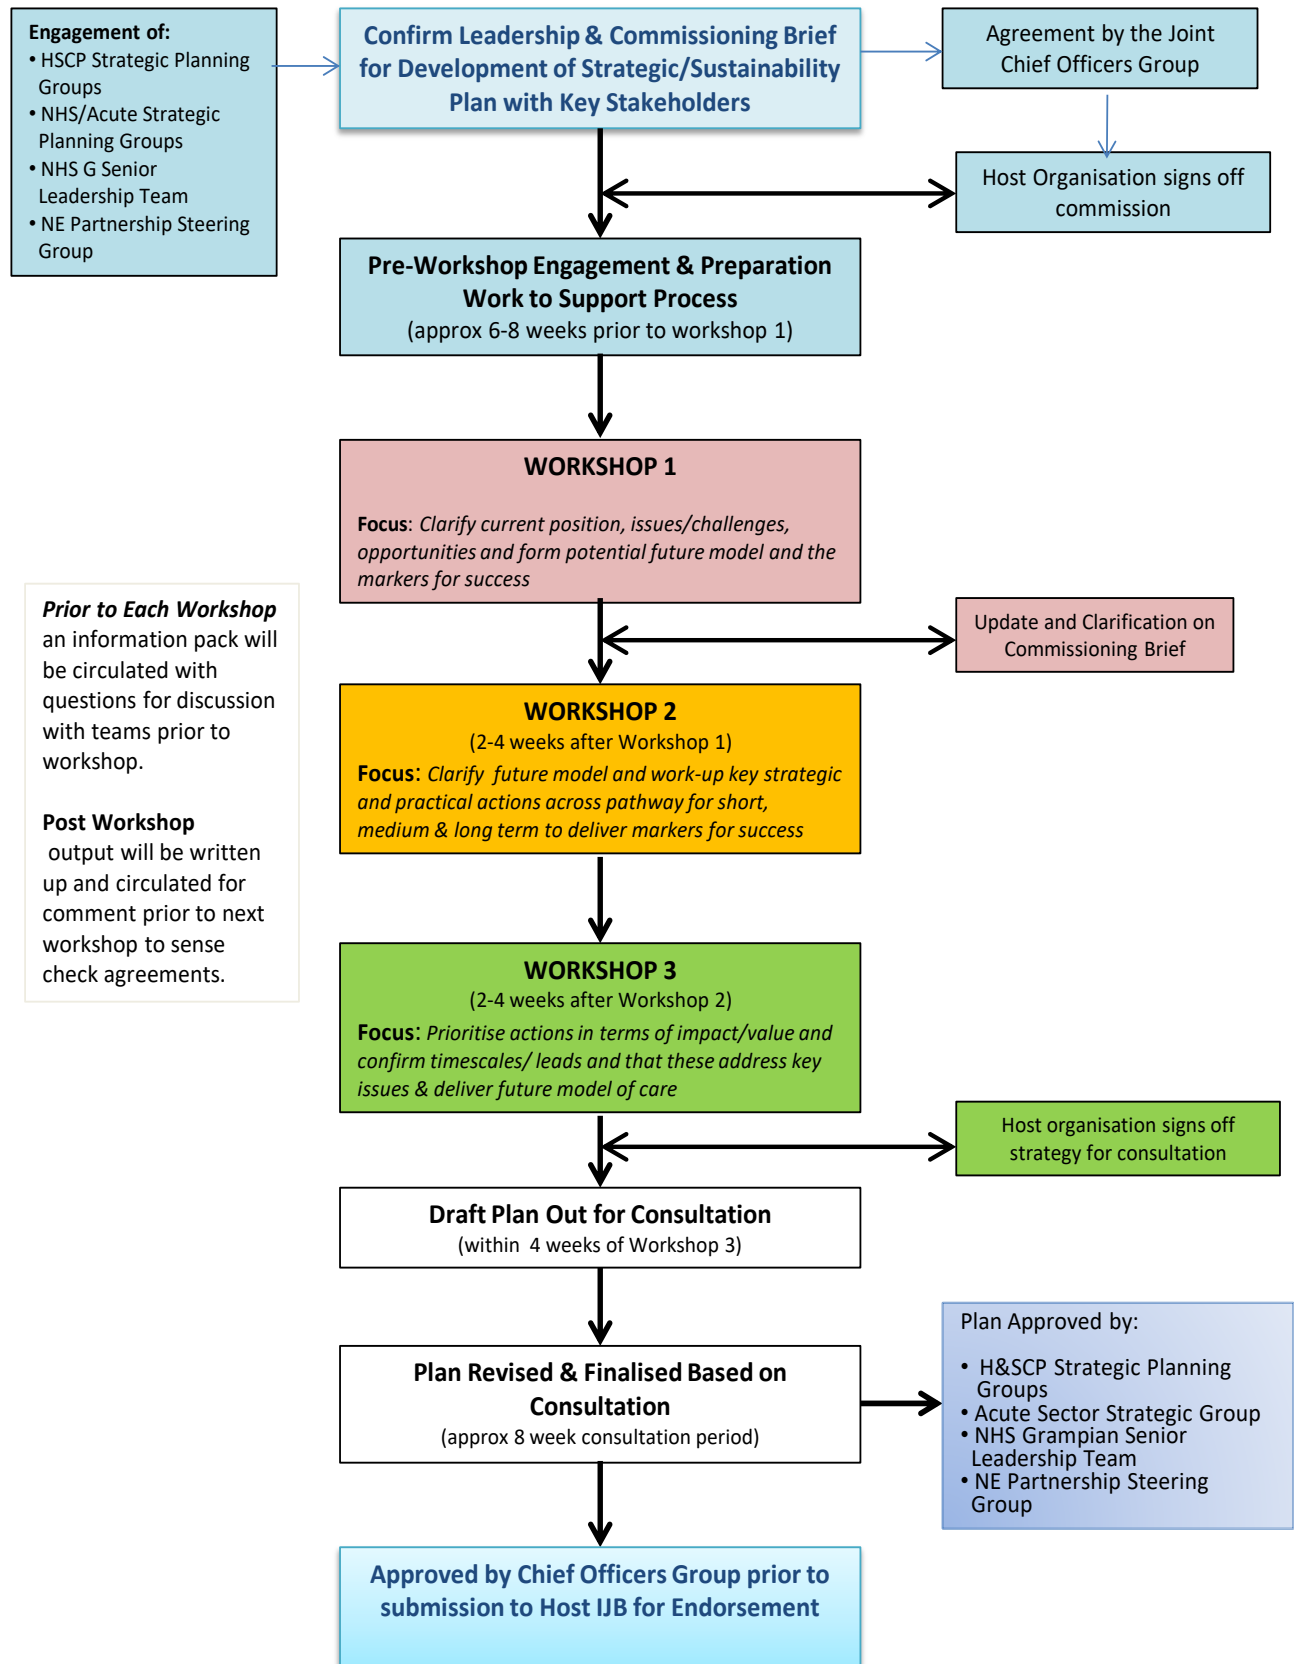 Engagement of:
• HSCP Strategic Planning
Groups
• NHS/Acute Strategic
Planning Groups
• NHS G Senior
Leadership Team
• NE Partnership Steering
Group
Confirm Leadership & Commissioning Brief
for Development of Strategic/Sustainability
Plan with Key Stakeholders
Agreement by the Joint
Chief Officers Group
Host Organisation signs off
commission
Pre-Workshop Engagement & Preparation
Work to Support Process
(approx 6-8 weeks prior to workshop 1)
WORKSHOP 1
Focus: Clarify current position, issues/challenges,
opportunities and form potential future model and the
markers for success
Prior to Each Workshop
an information pack will
be circulated with
questions for discussion
with teams prior to
workshop.
Post Workshop
output will be written
up and circulated for
comment prior to next
workshop to sense
check agreements.
Update and Clarification on
Commissioning Brief
WORKSHOP 2
(2-4 weeks after Workshop 1)
Focus: Clarify future model and work-up key strategic
and practical actions across pathway for short,
medium & long term to deliver markers for success
WORKSHOP 3
(2-4 weeks after Workshop 2)
Focus: Prioritise actions in terms of impact/value and
confirm timescales/ leads and that these address key
issues & deliver future model of care
Host organisation signs off
strategy for consultation
Draft Plan Out for Consultation
(within 4 weeks of Workshop 3)
Plan Revised & Finalised Based on
Consultation
(approx 8 week consultation period)
Plan Approved by:
• H&SCP Strategic Planning
Groups
• Acute Sector Strategic Group
• NHS Grampian Senior
Leadership Team
• NE Partnership Steering
Group
Approved by Chief Officers Group prior to
submission to Host IJB for Endorsement